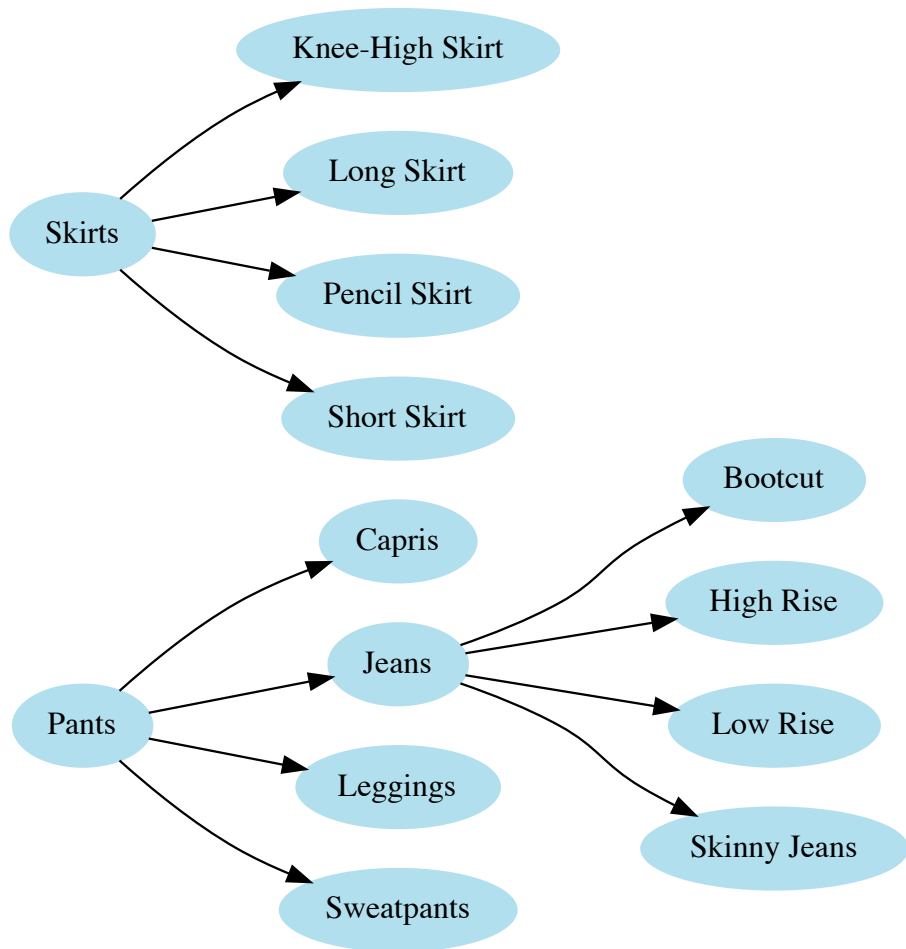 Knee-High Skirt
Long Skirt
Skirts
Pencil Skirt
Short Skirt
Bootcut
Capris
High Rise
Jeans
Pants
Low Rise
Leggings
Skinny Jeans
Sweatpants